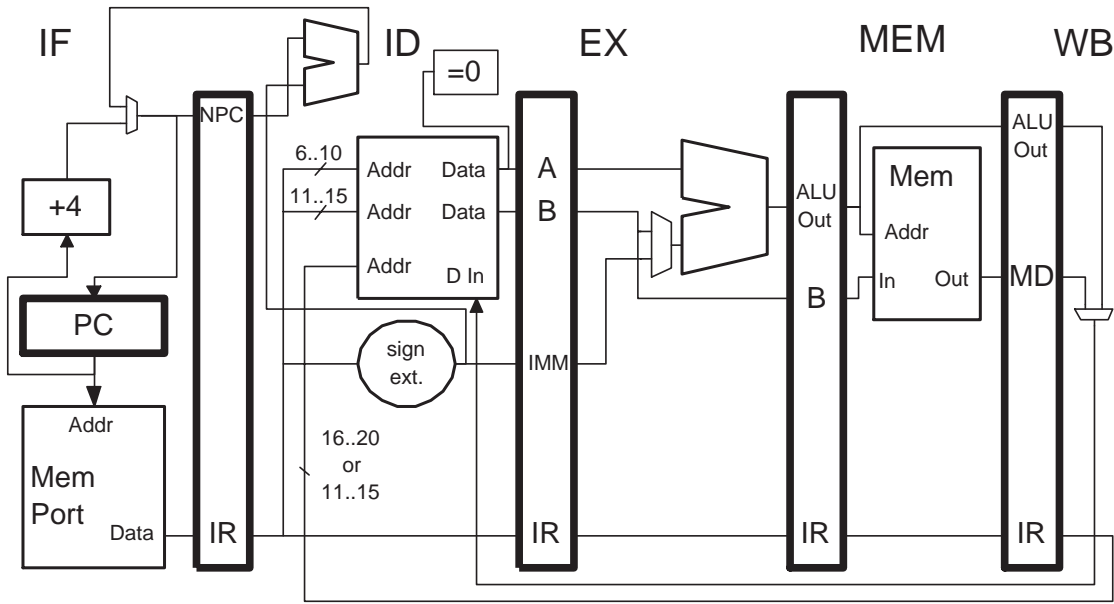 IF
ID
EX
MEM
WB
=0
NPC
+4
PC
Addr
Mem
Port
Data
IR
6..10
11..15
Addr
Data
Addr
Data
Addr
D In
sign
ext.
16..20
or
11..15
A
B
IMM
IR
ALU
Out
B
IR
Mem
Addr
In
Out
ALU
Out
MD
IR